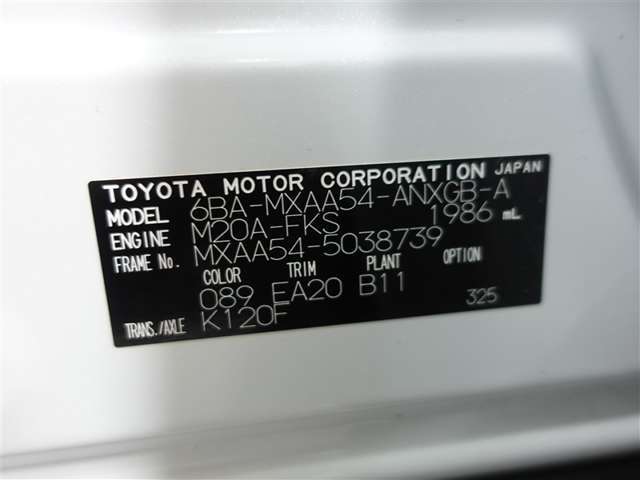 TOYOTA MOTOR CORPORATION JAPAN
MODEL 6BA-MXAA54-ANXGB-A
ENGINE M20A-FKS 1986 mL
FRAME No. MXAA54-5038739
COLOR TRIM PLANT OPTION
089 EA20 B11
TRANS./AXLE K120F 325